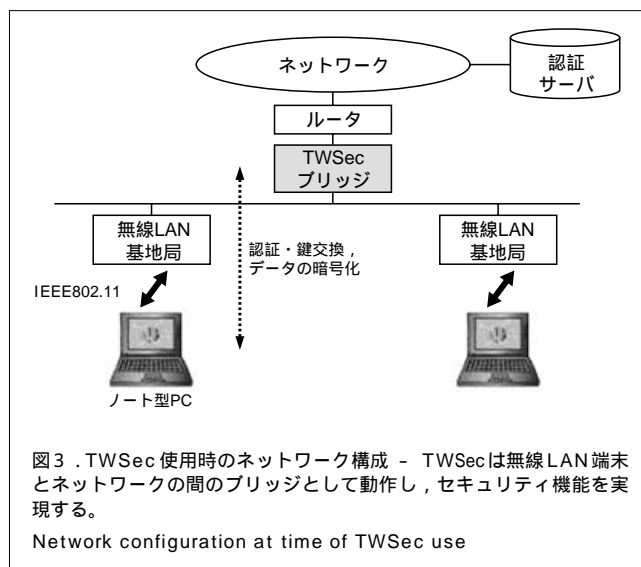 ネットワーク
認証
サーバ
ルータ
TWSec
ブリッジ
無線LAN
基地局
無線LAN
基地局
認証・鍵交換，
データの暗号化
IEEE802.11
ノート型PC
図3．TWSec使用時のネットワーク構成 － TWSecは無線LAN端末
とネットワークの間のブリッジとして動作し，セキュリティ機能を実
現する。
Network configuration at time of TWSec use